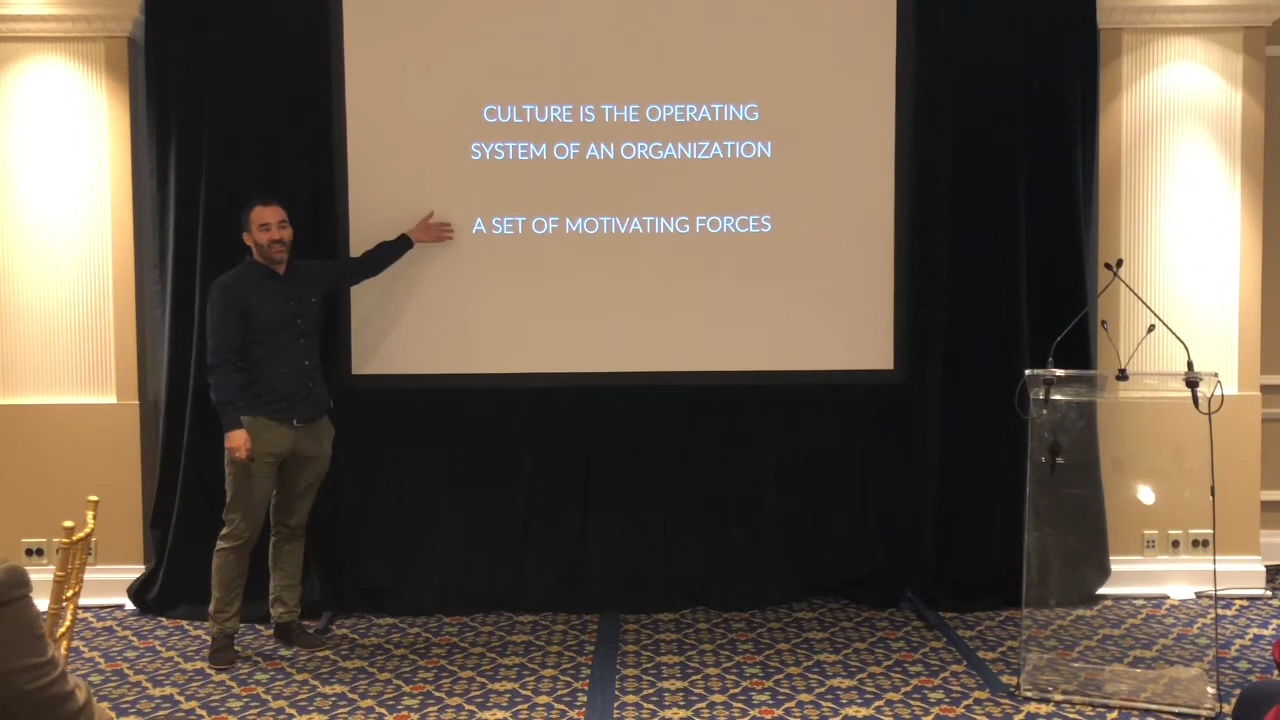 CULTURE IS THE OPERATING
SYSTEM OF AN ORGANIZATION
A SET OF MOTIVATING FORCES